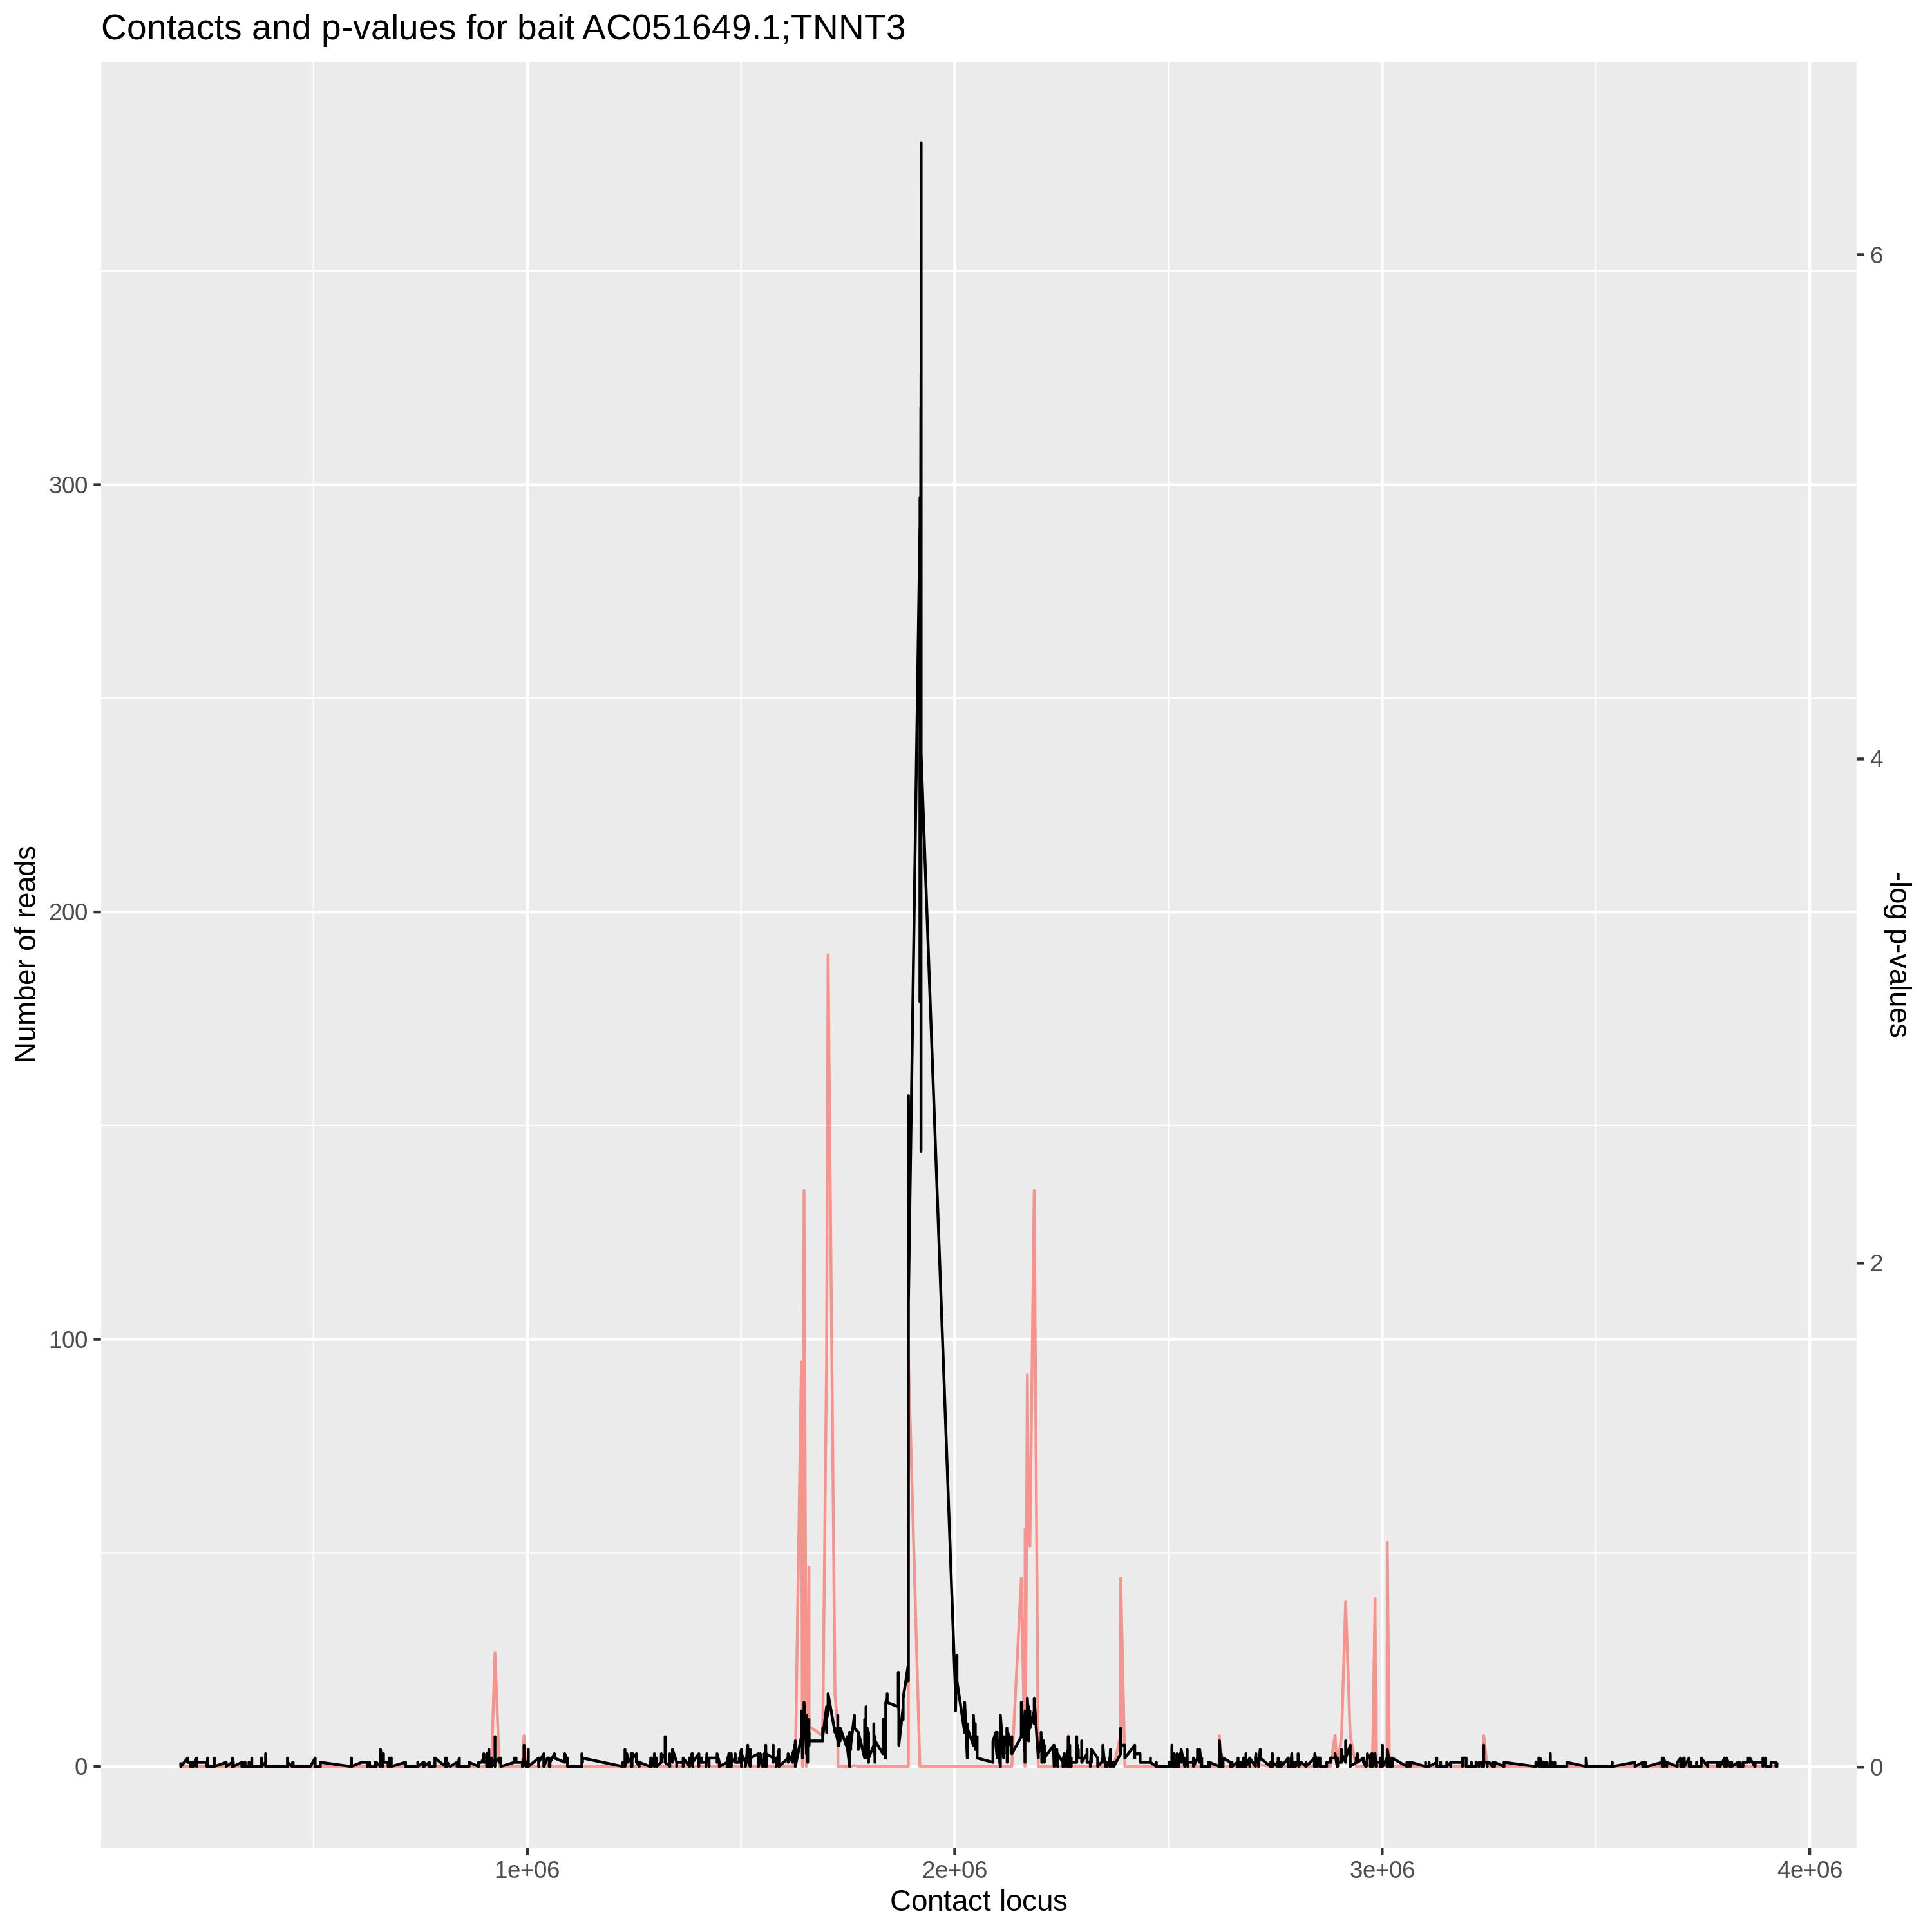 Contacts and p-values for bait AC051649.1;TNNT3
Number of reads
300
200
100
0
6
4
2
0
-log p-values
1e+06
2e+06
3e+06
4e+06
Contact locus